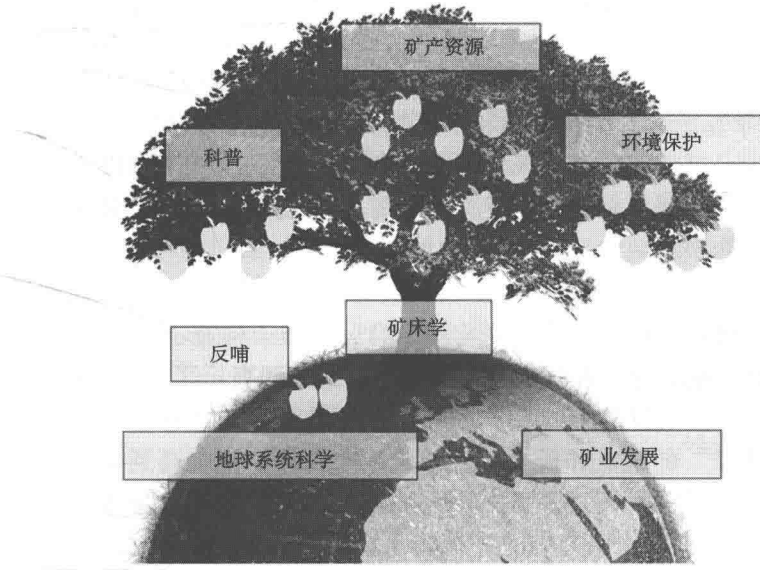 矿产资源
科普
环境保护
矿床学
反哺
地球系统科学
矿业发展